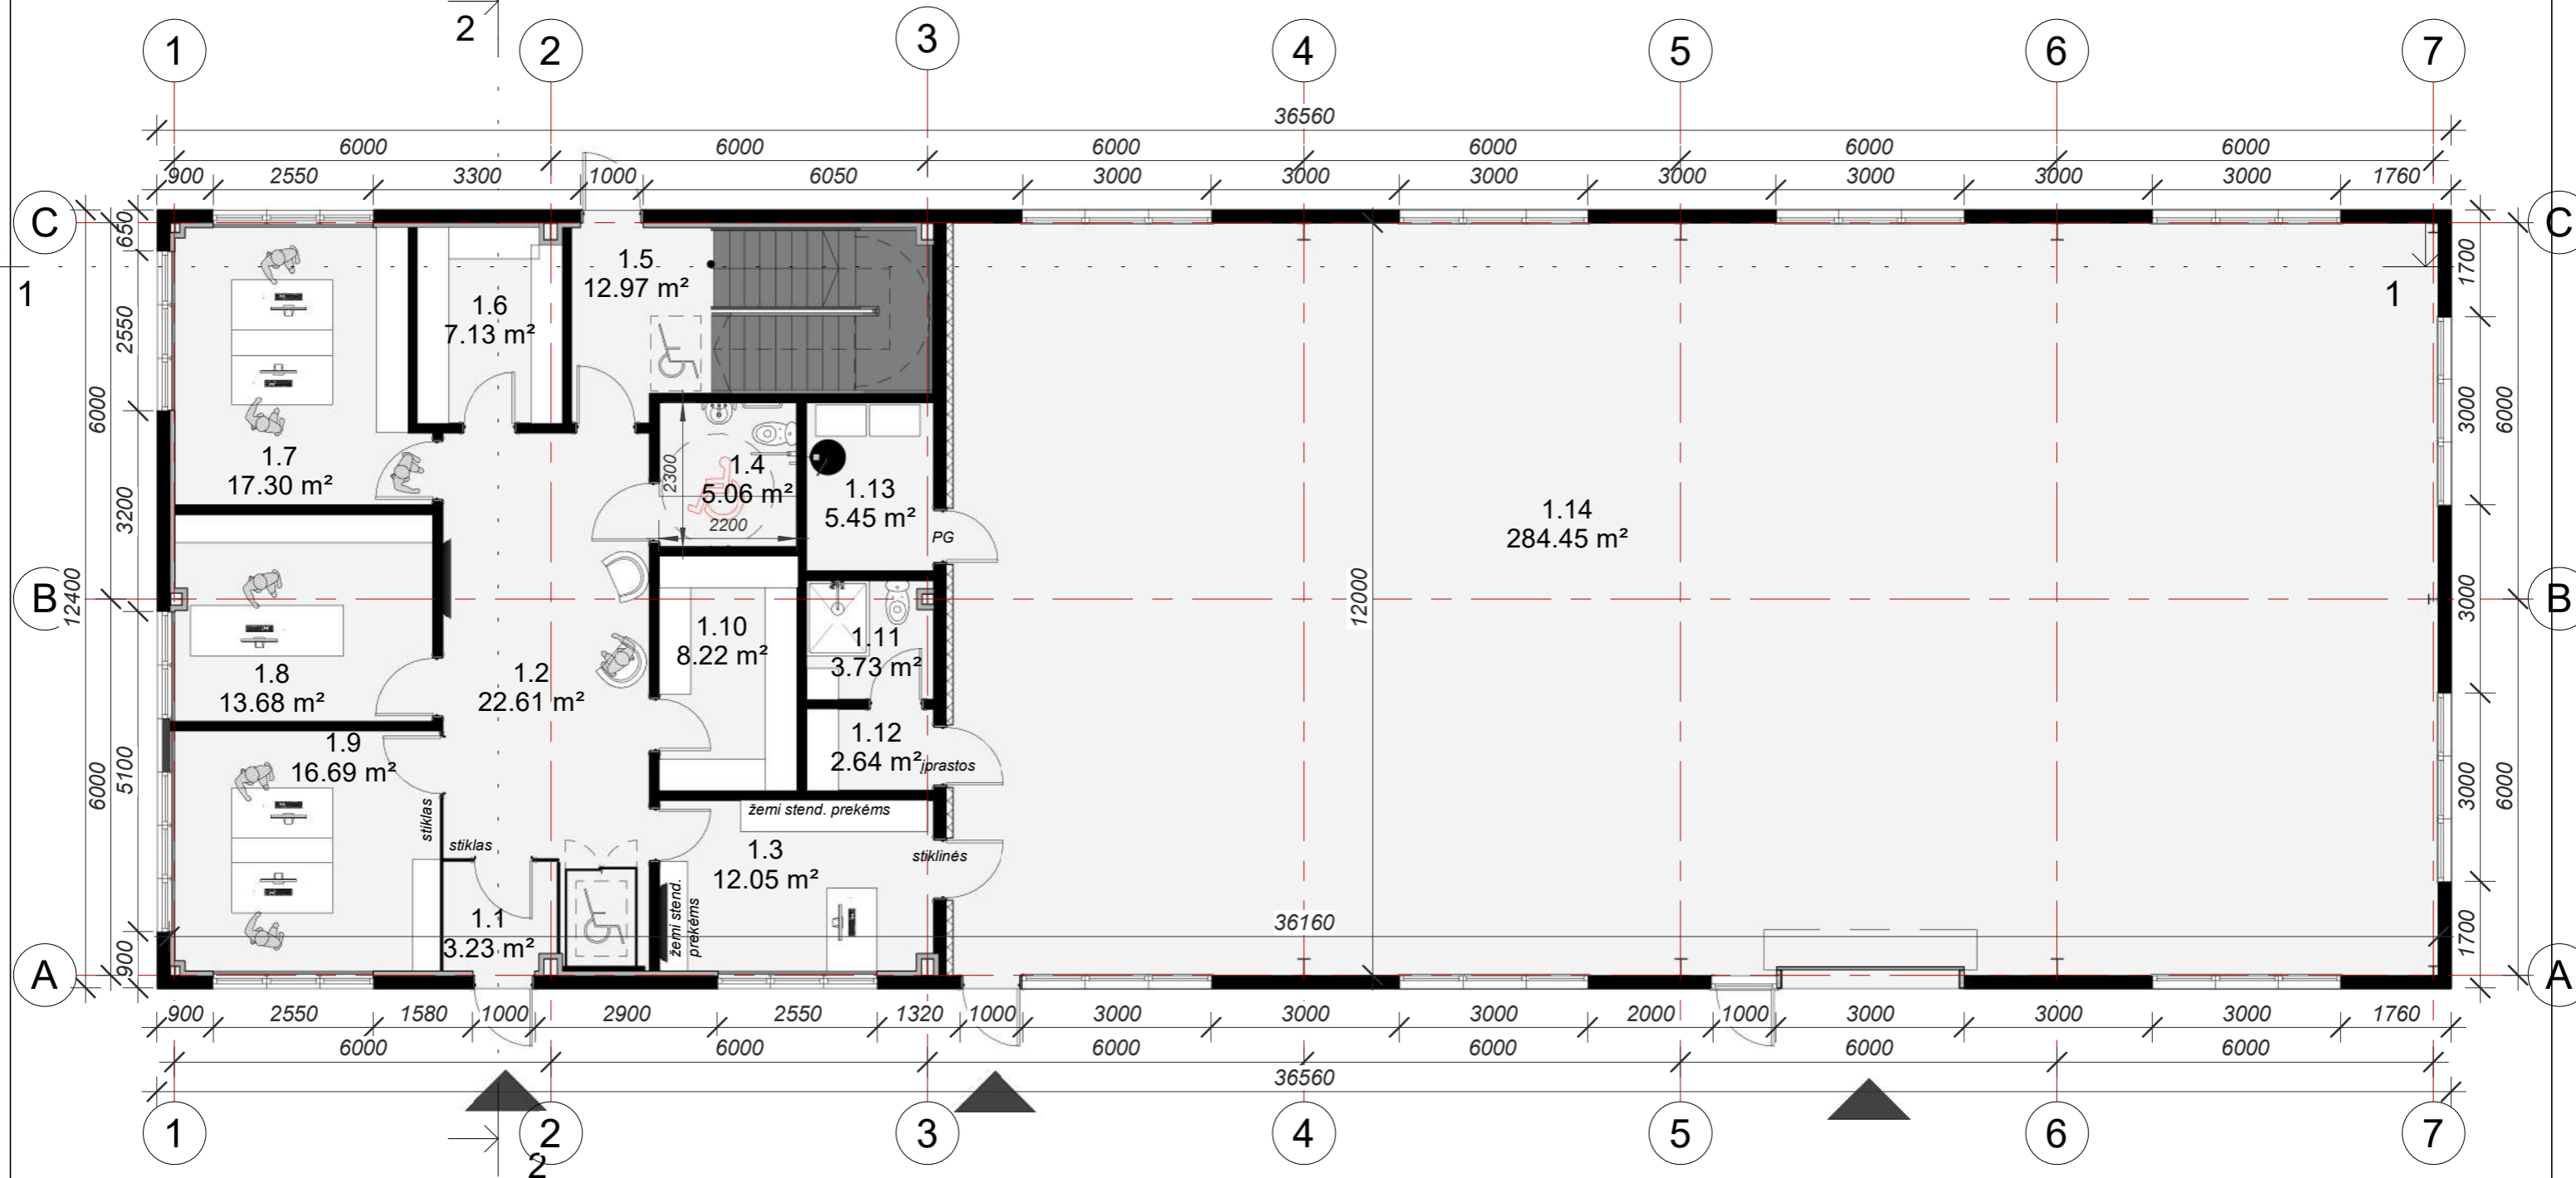 2
1 2 3 4 5 6 7
36560
6000 6000 6000 6000 6000 6000
900 2550 3300 1000 6050 3000 3000 3000 3000 3000 3000 3000 1760
C C
650
1.5
12.97 m²
1700
1 1
1.6
7.13 m²
2550
6000
3000
6000
1.7
17.30 m²
1.4
5.06 m²
2300
2200
1.13
5.45 m²
PG
1.14
284.45 m²
3200
B B
12400
12000
3000
1.10
8.22 m²
1.11
3.73 m²
1.8
13.68 m²
1.2
22.61 m²
1.12
2.64 m²
įprastos
1.9
16.69 m²
6000
5100
3000
6000
stiklas
stiklas
žemi stend. prekėms
stiklinės
1.3
12.05 m²
žemi stend.
prekėms
1.1
3.23 m²
36160
900
1700
A A
900 2550 1580 1000 2900 2550 1320 1000 3000 3000 3000 2000 1000 3000 3000 3000 1760
6000 6000 6000 6000 6000 6000
36560
1 2 3 4 5 6 7
2